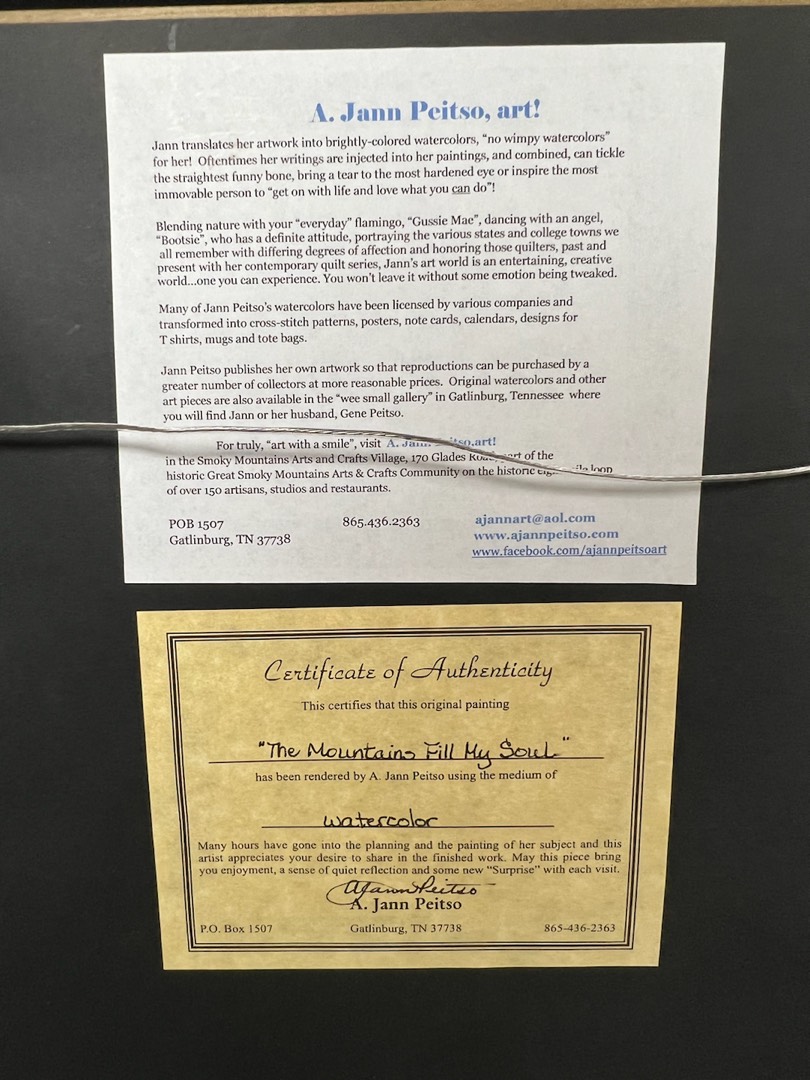 A. Jann Peitso, art!
Jann translates her artwork into brightly-colored watercolors, "no wimpy watercolors"
for her! Oftentimes her writings are injected into her paintings, and combined, can tickle
the straightest funny bone, bring a tear to the most hardened eye or inspire the most
immovable person to "get on with life and love what you can do"!
Blending nature with your "everyday" flamingo, "Gussie Mae", dancing with an angel,
"Bootsie", who has a definite attitude, portraying the various states and college towns we
all remember with differing degrees of affection and honoring those quilters, past and
present with her contemporary quilt series, Jann's art world is an entertaining, creative
world...one you can experience. You won't leave it without some emotion being tweaked.
Many of Jann Peitso's watercolors have been licensed by various companies and
transformed into cross-stitch patterns, posters, note cards, calendars, designs for
T shirts, mugs and tote bags.
Jann Peitso publishes her own artwork so that reproductions can be purchased by a
greater number of collectors at more reasonable prices. Original watercolors and other
art pieces are also available in the "wee small gallery" in Gatlinburg, Tennessee where
you will find Jann or her husband, Gene Peitso.
For truly, "art with a smile", visit A. art!
in the Smoky Mountains Arts and Crafts Village, 170 Glades of the
historic Great Smoky Mountains Arts & Crafts Community on the historic loop
of over 150 artisans, studios and restaurants.
POB 1507 865.436.2363 ajannart@aol.com
Gatlinburg, TN 37738 www.ajannpeitso.com
www.facebook.com/ajannpeitsoart
Certificate of Authenticity
This certifies that this original painting
"The Mountains Fill My Soul"
has been rendered by A. Jann Peitso using the medium of
watercolor
Many hours have gone into the planning and the painting of her subject and this
artist appreciates your desire to share in the finished work. May this piece bring
you enjoyment, a sense of quiet reflection and some new "Surprise" with each visit.
AJann Peitso
A. Jann Peitso
P.O. Box 1507 Gatlinburg, TN 37738 865-436-2363